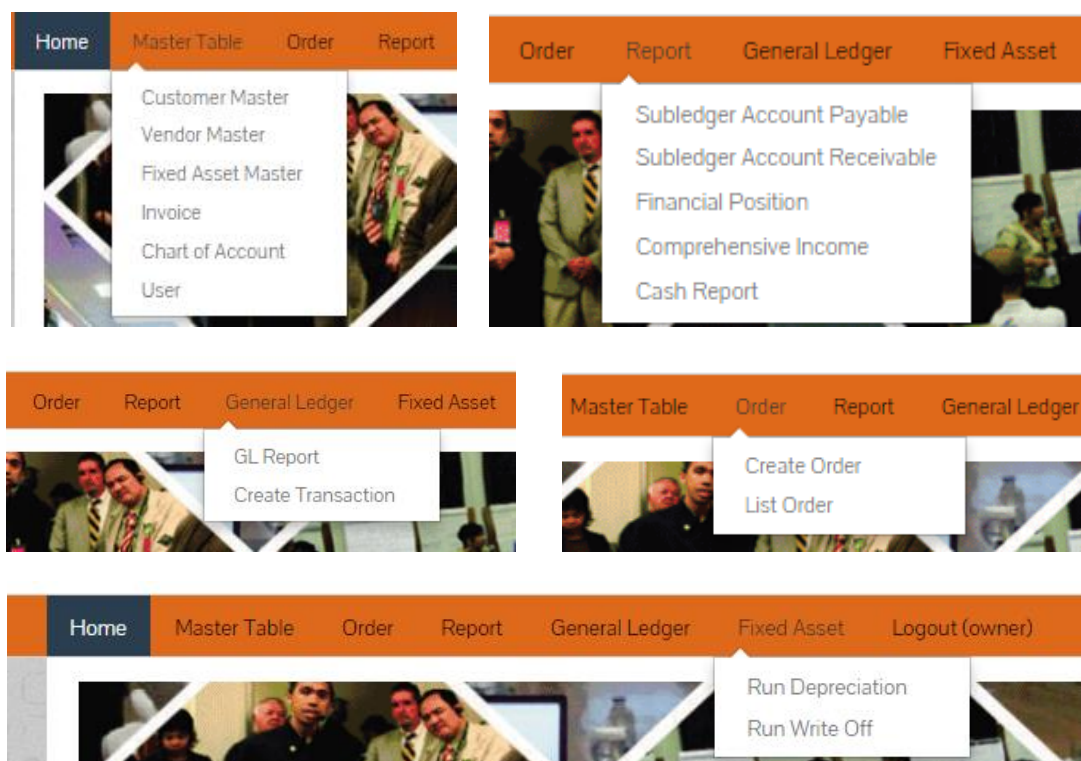 Home Master Table Order Report
Customer Master
Vendor Master
Fixed Asset Master
Invoice
Chart of Account
User
Order Report General Ledger Fixed Asset
Subledger Account Payable
Subledger Account Receivable
Financial Position
Comprehensive Income
Cash Report
Order Report General Ledger Fixed Asset
GL Report
Create Transaction
Master Table Order Report General Ledger
Create Order
List Order
Home Master Table Order Report General Ledger Fixed Asset Logout (owner)
Run Depreciation
Run Write Off